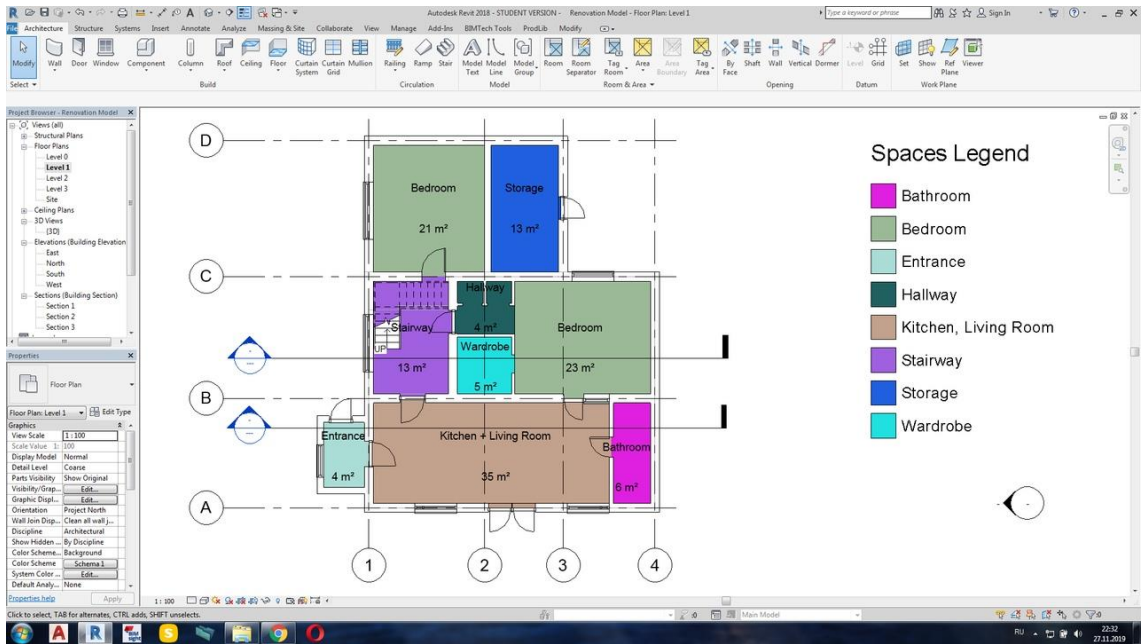 Autodesk Revit 2018 - STUDENT VERSION - Renovation Model - Floor Plan: Level 1
Type a keyword or phrase
Sign In
File Architecture Structure Systems Insert Annotate Analyze Massing & Site Collaborate View Manage Add-Ins BIMTech Tools ProdLib Modify
Modify Wall Door Window Component Column Roof Ceiling Floor Curtain System Curtain Grid Mullion Railing Ramp Stair Model Text Model Line Model Group Room Room Separator Tag Room Area Area Boundary Tag Area By Face Shaft Wall Vertical Dormer Level Grid Set Show Ref Plane Viewer
Select Build Circulation Model Room & Area Opening Datum Work Plane
Project Browser - Renovation Model
Views (all)
Structural Plans
Floor Plans
Level 0
Level 1
Level 2
Level 3
Site
Ceiling Plans
3D Views
{3D}
Elevations (Building Elevation
East
North
South
West
Sections (Building Section)
Section 1
Section 2
Section 3
Properties
Floor Plan
Floor Plan: Level 1
Edit Type
Graphics
View Scale 1 : 100
Scale Value 1: 100
Display Model Normal
Detail Level Coarse
Parts Visibility Show Original
Visibility/Grap... Edit...
Graphic Displ... Edit...
Orientation Project North
Wall Join Disp... Clean all wall j...
Discipline Architectural
Show Hidden ... By Discipline
Color Scheme... Background
Color Scheme Schema 1
System Color ... Edit...
Default Analy... None
Properties help
Apply
D
C
B
A
1
2
3
4
Bedroom
21 m²
Storage
13 m²
Hallway
4 m²
Stairway
UP
13 m²
Wardrobe
5 m²
Bedroom
23 m²
Entrance
4 m²
Kitchen + Living Room
35 m²
Bathroom
6 m²
Spaces Legend
Bathroom
Bedroom
Entrance
Hallway
Kitchen, Living Room
Stairway
Storage
Wardrobe
1 : 100
Click to select, TAB for alternates, CTRL adds, SHIFT unselects.
:0
Main Model
:0
RU
22:32
27.11.2019